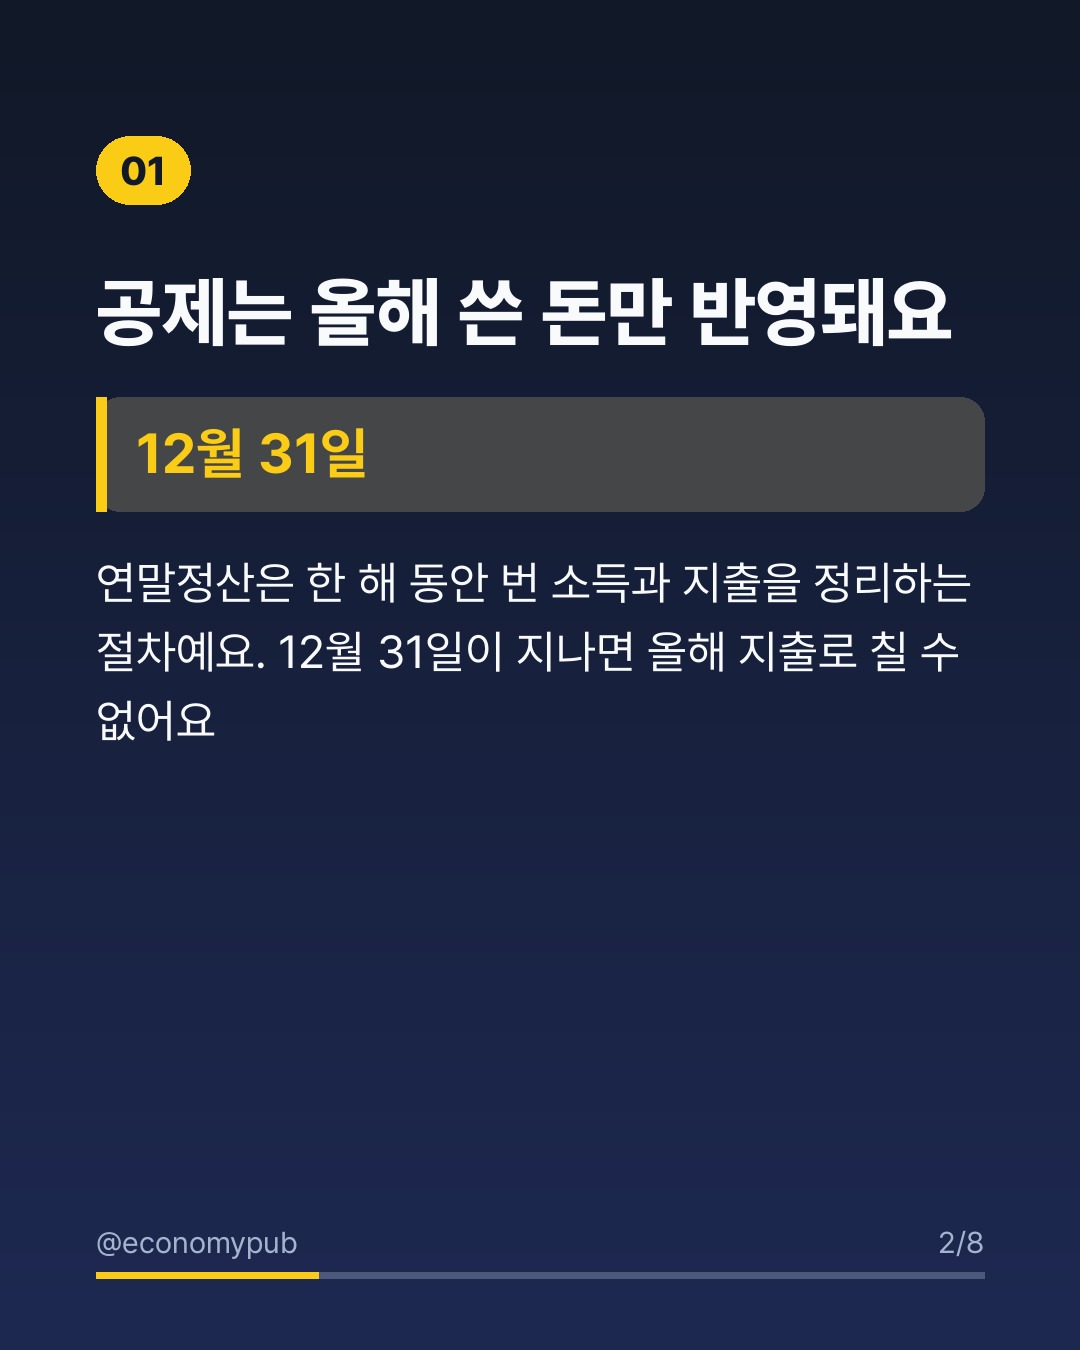 01
공제는 올해 쓴 돈만 반영돼요
12월 31일
연말정산은 한 해 동안 번 소득과 지출을 정리하는
절차예요. 12월 31일이 지나면 올해 지출로 칠 수
없어요
@economypub
2/8